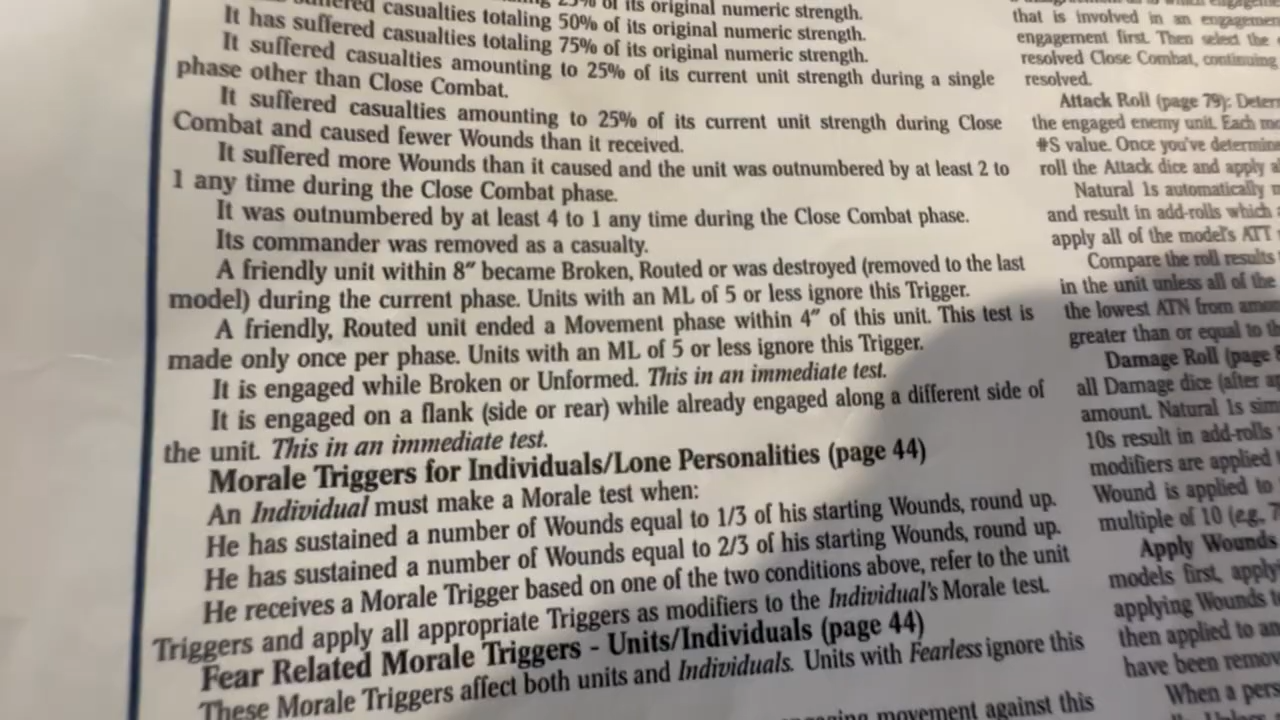 of its original numeric strength.
casualties totaling 50% of its original numeric strength.
It has suffered casualties totaling 75% of its original numeric strength.
It suffered casualties amounting to 25% of its current unit strength during a single
phase other than Close Combat.
It suffered casualties amounting to 25% of its current unit strength during Close
Combat and caused fewer Wounds than it received.
It suffered more Wounds than it caused and the unit was outnumbered by at least 2 to
1 any time during the Close Combat phase.
It was outnumbered by at least 4 to 1 any time during the Close Combat phase.
Its commander was removed as a casualty.
A friendly unit within 8″ became Broken, Routed or was destroyed (removed to the last
model) during the current phase. Units with an ML of 5 or less ignore this Trigger.
A friendly, Routed unit ended a Movement phase within 4″ of this unit. This test is
made only once per phase. Units with an ML of 5 or less ignore this Trigger.
It is engaged while Broken or Unformed. This in an immediate test.
It is engaged on a flank (side or rear) while already engaged along a different side of
the unit. This in an immediate test.
Morale Triggers for Individuals/Lone Personalities (page 44)
An Individual must make a Morale test when:
He has sustained a number of Wounds equal to 1/3 of his starting Wounds, round up.
He has sustained a number of Wounds equal to 2/3 of his starting Wounds, round up.
He receives a Morale Trigger based on one of the two conditions above, refer to the unit
Triggers and apply all appropriate Triggers as modifiers to the Individual's Morale test.
Fear Related Morale Triggers - Units/Individuals (page 44)
These Morale Triggers affect both units and Individuals. Units with Fearless ignore this
movement against this
that is involved in an
engagement first. Then select the
resolved Close Combat, continuing
resolved.
Attack Roll (page 79):
the engaged enemy unit. Each
#S value. Once you've
roll the Attack dice and apply
Natural 1s automatically
and result in add-rolls which
apply all of the model's ATT
Compare the roll results
in the unit unless all of the
the lowest ATN from
greater than or equal to
Damage Roll (page
all Damage dice (after
amount. Natural 1s
10s result in add-rolls
modifiers are applied
Wound is applied to
multiple of 10 (e.g.,
Apply Wounds
models first,
applying Wounds
then applied to
have been
When a